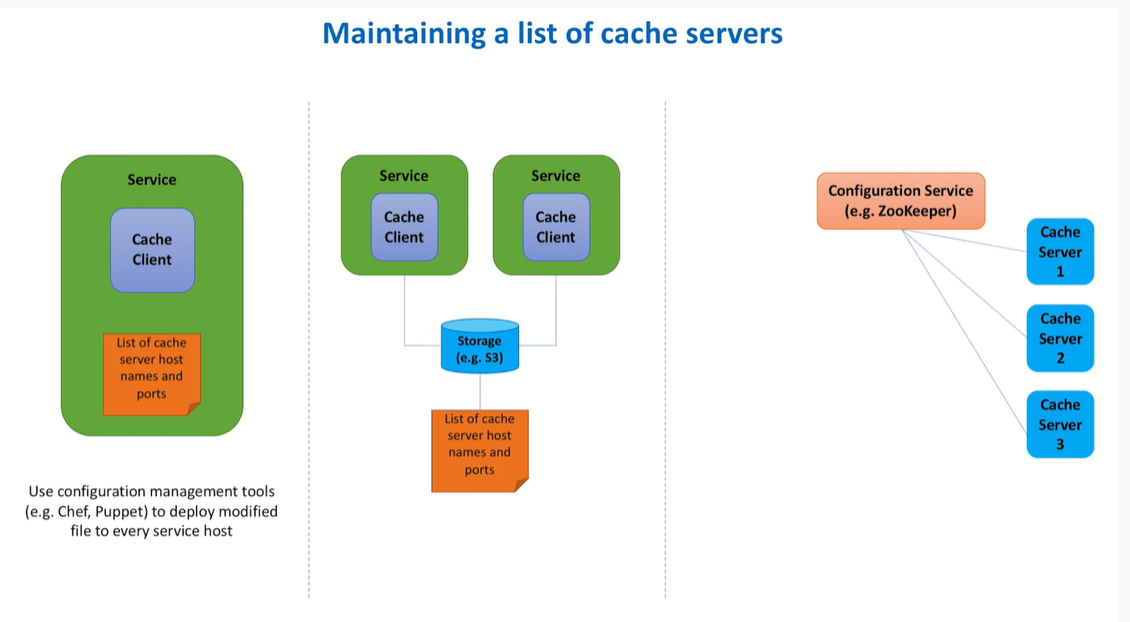 Maintaining a list of cache servers
Service
Cache
Client
List of cache
server host
names and
ports
Use configuration management tools
(e.g. Chef, Puppet) to deploy modified
file to every service host
Service
Cache
Client
Service
Cache
Client
Storage
(e.g. S3)
List of cache
server host
names and
ports
Configuration Service
(e.g. ZooKeeper)
Cache
Server
1
Cache
Server
2
Cache
Server
3